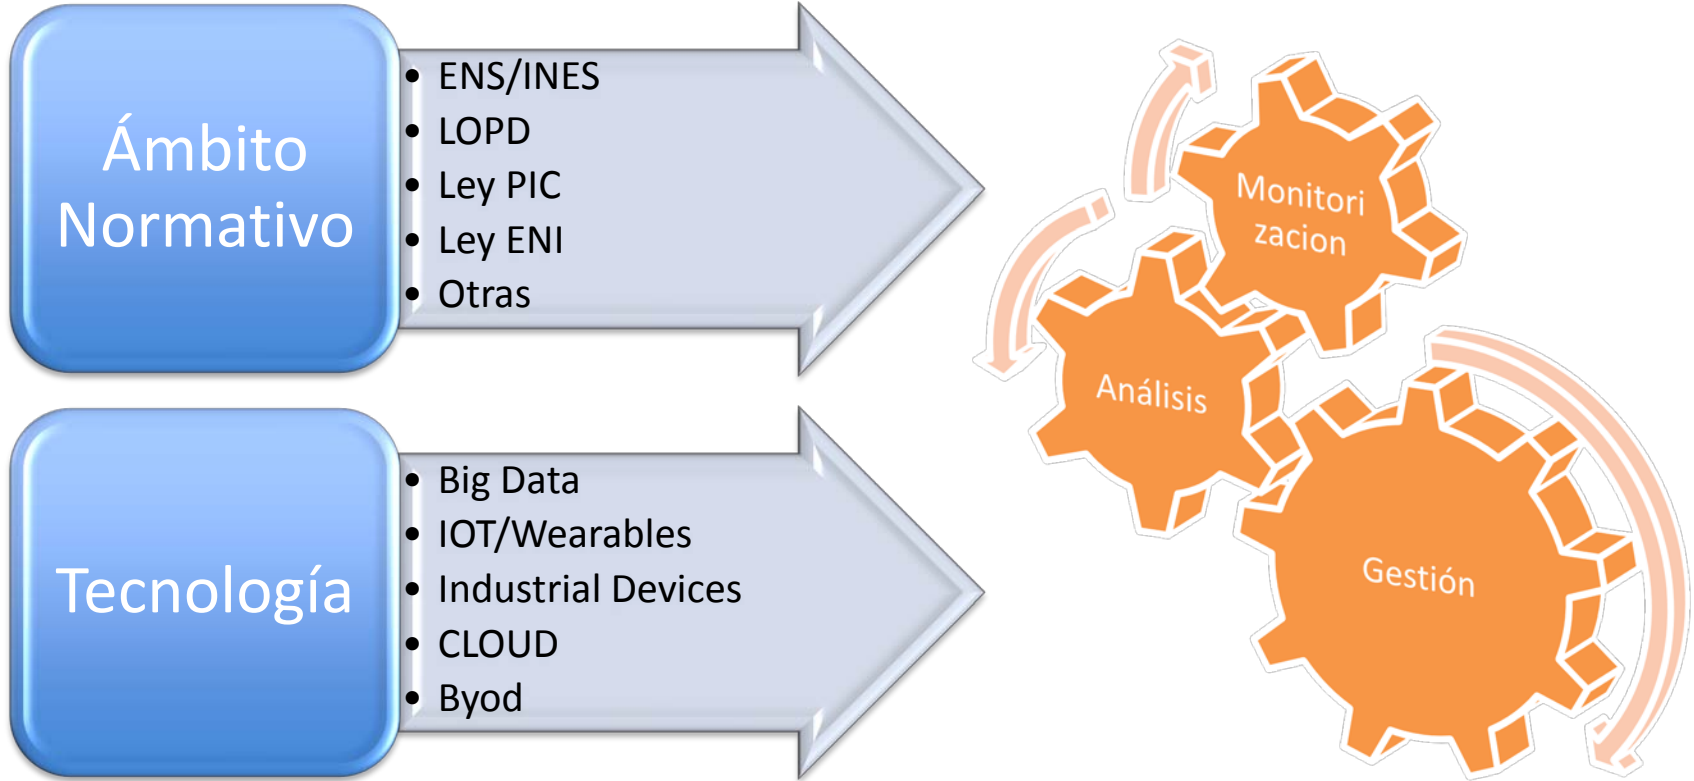 Ámbito
Normativo
• ENS/INES
• LOPD
• Ley PIC
• Ley ENI
• Otras
Tecnología
• Big Data
• IOT/Wearables
• Industrial Devices
• CLOUD
• Byod
Monitori
zacion
Análisis
Gestión